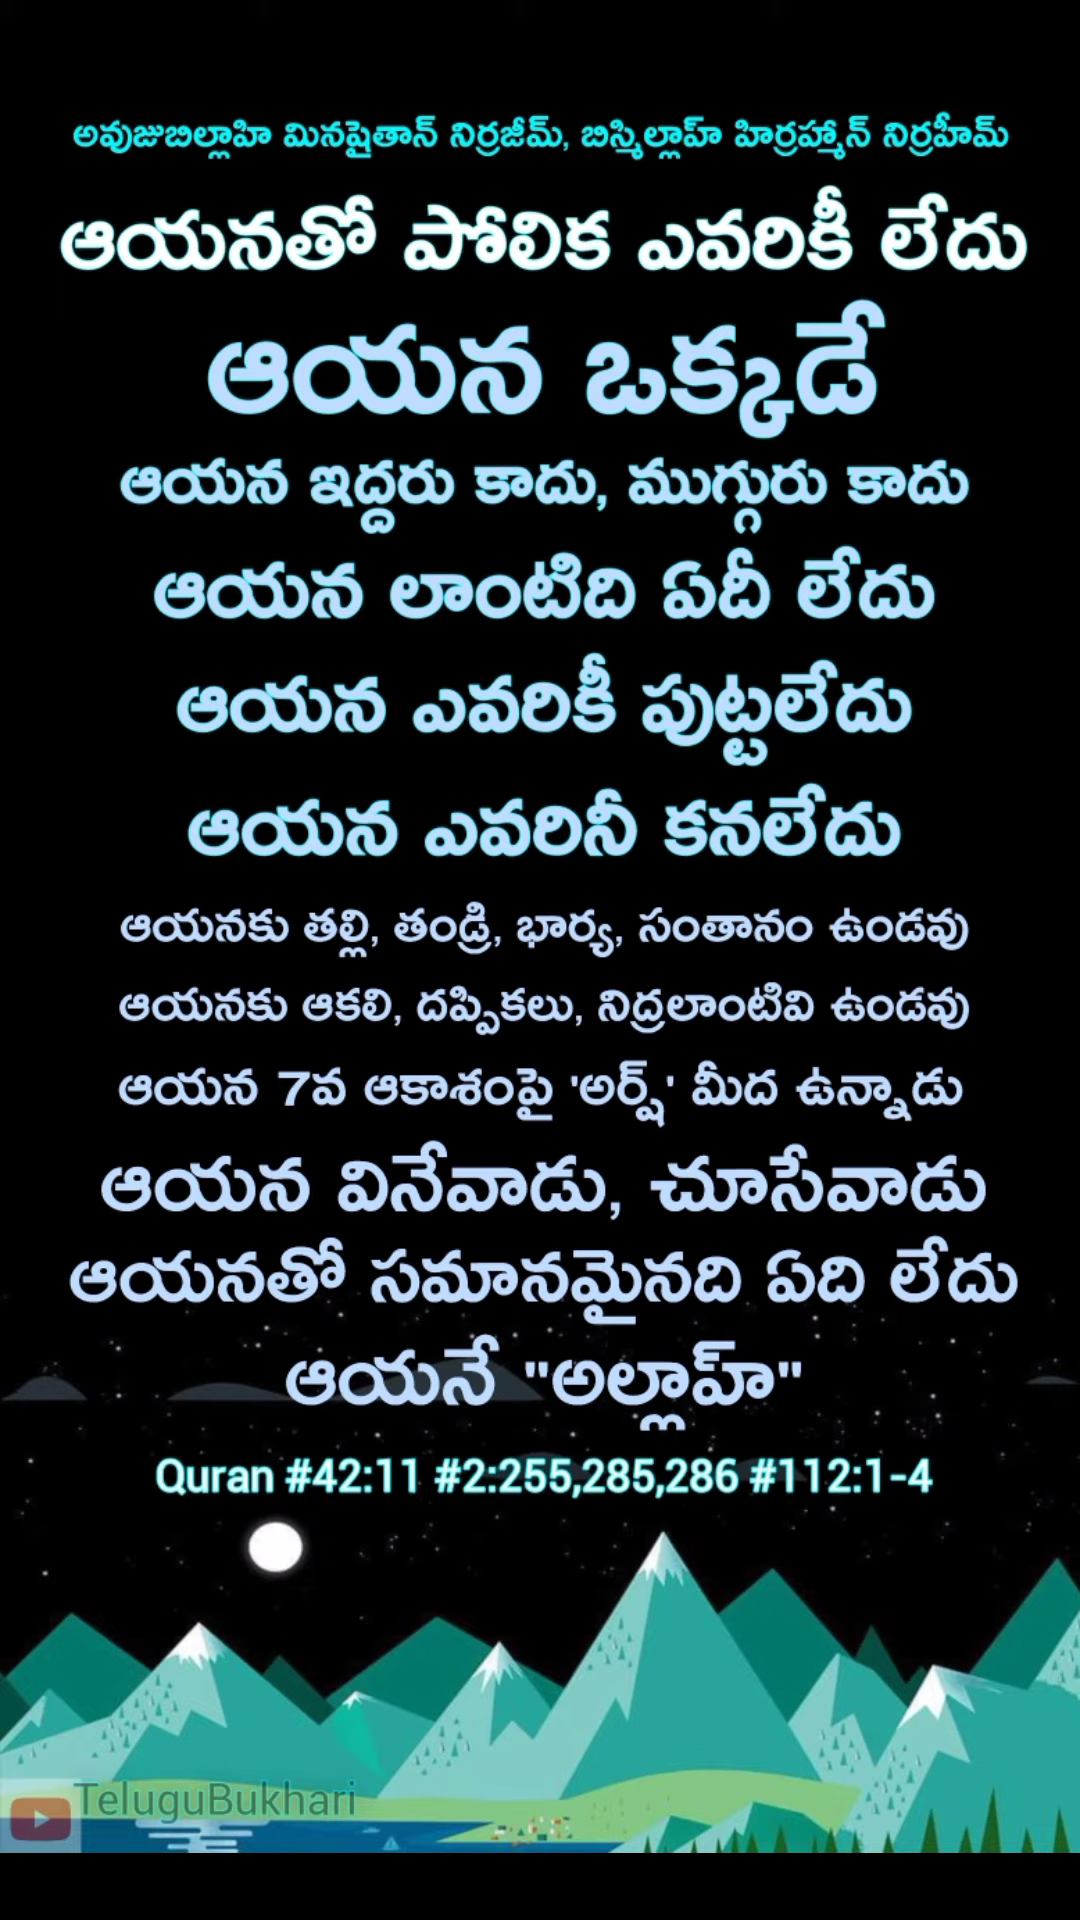 అవుజుబిల్లాహి మినషైతాన్ నిర్రజీమ్, బిస్మిల్లాహ్ హిర్రహ్మాన్ నిర్రహీమ్
ఆయనతో పోలిక ఎవరికీ లేదు
ఆయన ఒక్కడే
ఆయన ఇద్దరు కాదు, ముగ్గురు కాదు
ఆయన లాంటిది ఏదీ లేదు
ఆయన ఎవరికీ పుట్టలేదు
ఆయన ఎవరినీ కనలేదు
ఆయనకు తల్లి, తండ్రి, భార్య, సంతానం ఉండవు
ఆయనకు ఆకలి, దప్పికలు, నిద్రలాంటివి ఉండవు
ఆయన 7వ ఆకాశంపై 'అర్ష్' మీద ఉన్నాడు
ఆయన వినేవాడు, చూసేవాడు
ఆయనతో సమానమైనది ఏది లేదు
ఆయనే "అల్లాహ్"
Quran #42:11 #2:255,285,286 #112:1-4
TeluguBukhari